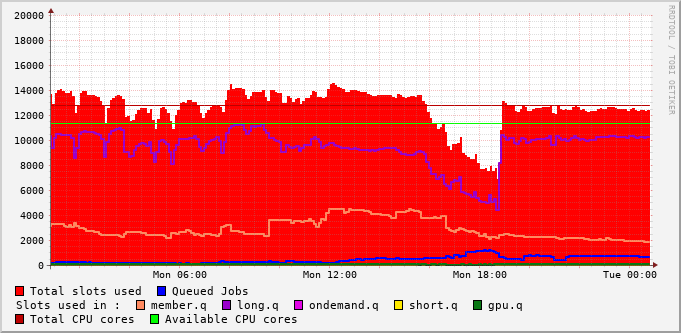 20000
18000
16000
14000
12000
10000
8000
6000
4000
2000
0
Mon 06:00 Mon 12:00 Mon 18:00 Tue 00:00
RRDTOOL / TOBI OETIKER
Total slots used Queued Jobs
Slots used in : member.q long.q ondemand.q short.q gpu.q
Total CPU cores Available CPU cores